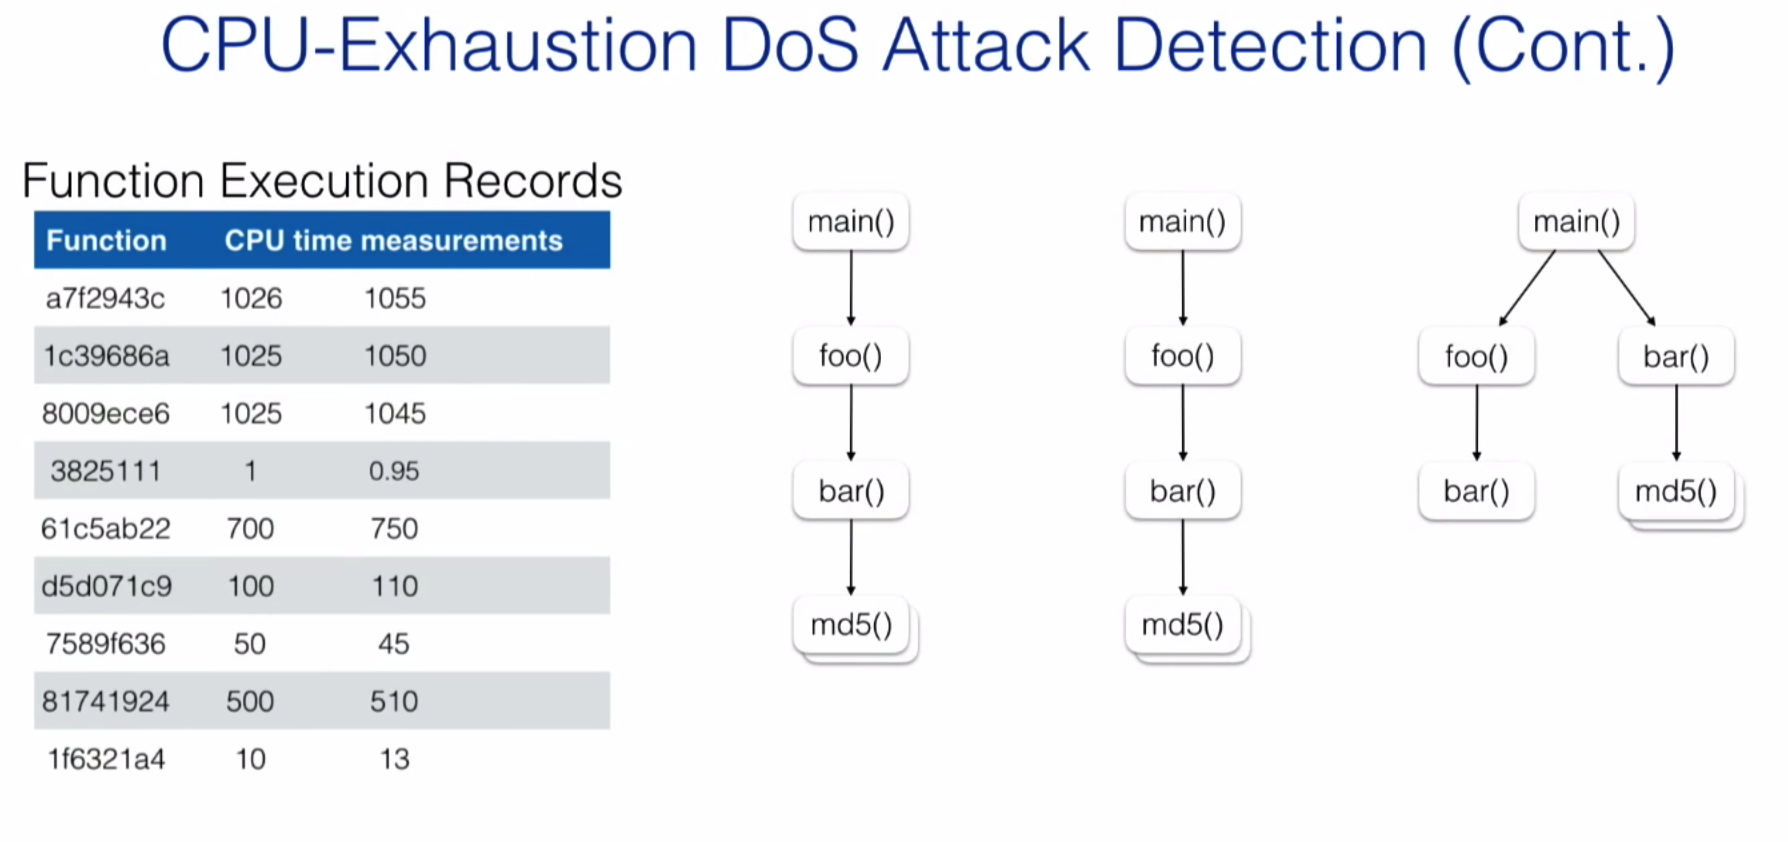 CPU-Exhaustion DoS Attack Detection (Cont.)
Function Execution Records
Function CPU time measurements
a7f2943c 1026 1055
1c39686a 1025 1050
8009ece6 1025 1045
3825111 1 0.95
61c5ab22 700 750
d5d071c9 100 110
7589f636 50 45
81741924 500 510
1f6321a4 10 13
main()
foo()
bar()
md5()
main()
foo()
bar()
md5()
main()
foo() bar()
bar() md5()